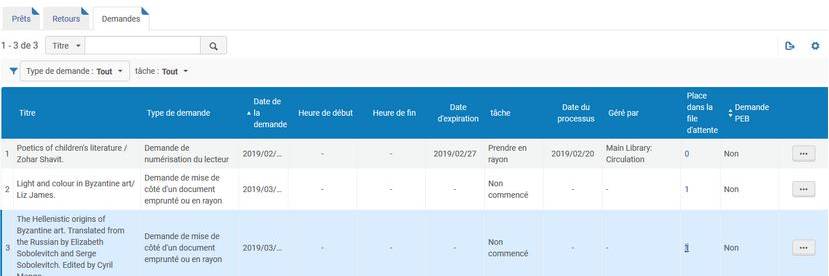 Prêts Retours Demandes
1 - 3 de 3 Titre
Type de demande : Tout tâche : Tout
Titre Type de demande Date de la demande Heure de début Heure de fin Date d'expiration tâche Date du processus Géré par Place dans la file d'attente Demande PEB
1 Poetics of children's literature / Zohar Shavit. Demande de numérisation du lecteur 2019/02/... - - 2019/02/27 Prendre en rayon 2019/02/20 Main Library: Circulation 0 Non
2 Light and colour in Byzantine art/ Liz James. Demande de mise de côté d'un document emprunté ou en rayon 2019/03/... - - - Non commencé - - 1 Non
3 The Hellenistic origins of Byzantine art. Translated from the Russian by Elizabeth Sobolevitch and Serge Sobolevitch. Edited by Cyril Demande de mise de côté d'un document emprunté ou en rayon 2019/03/... - - - Non commencé - - Non